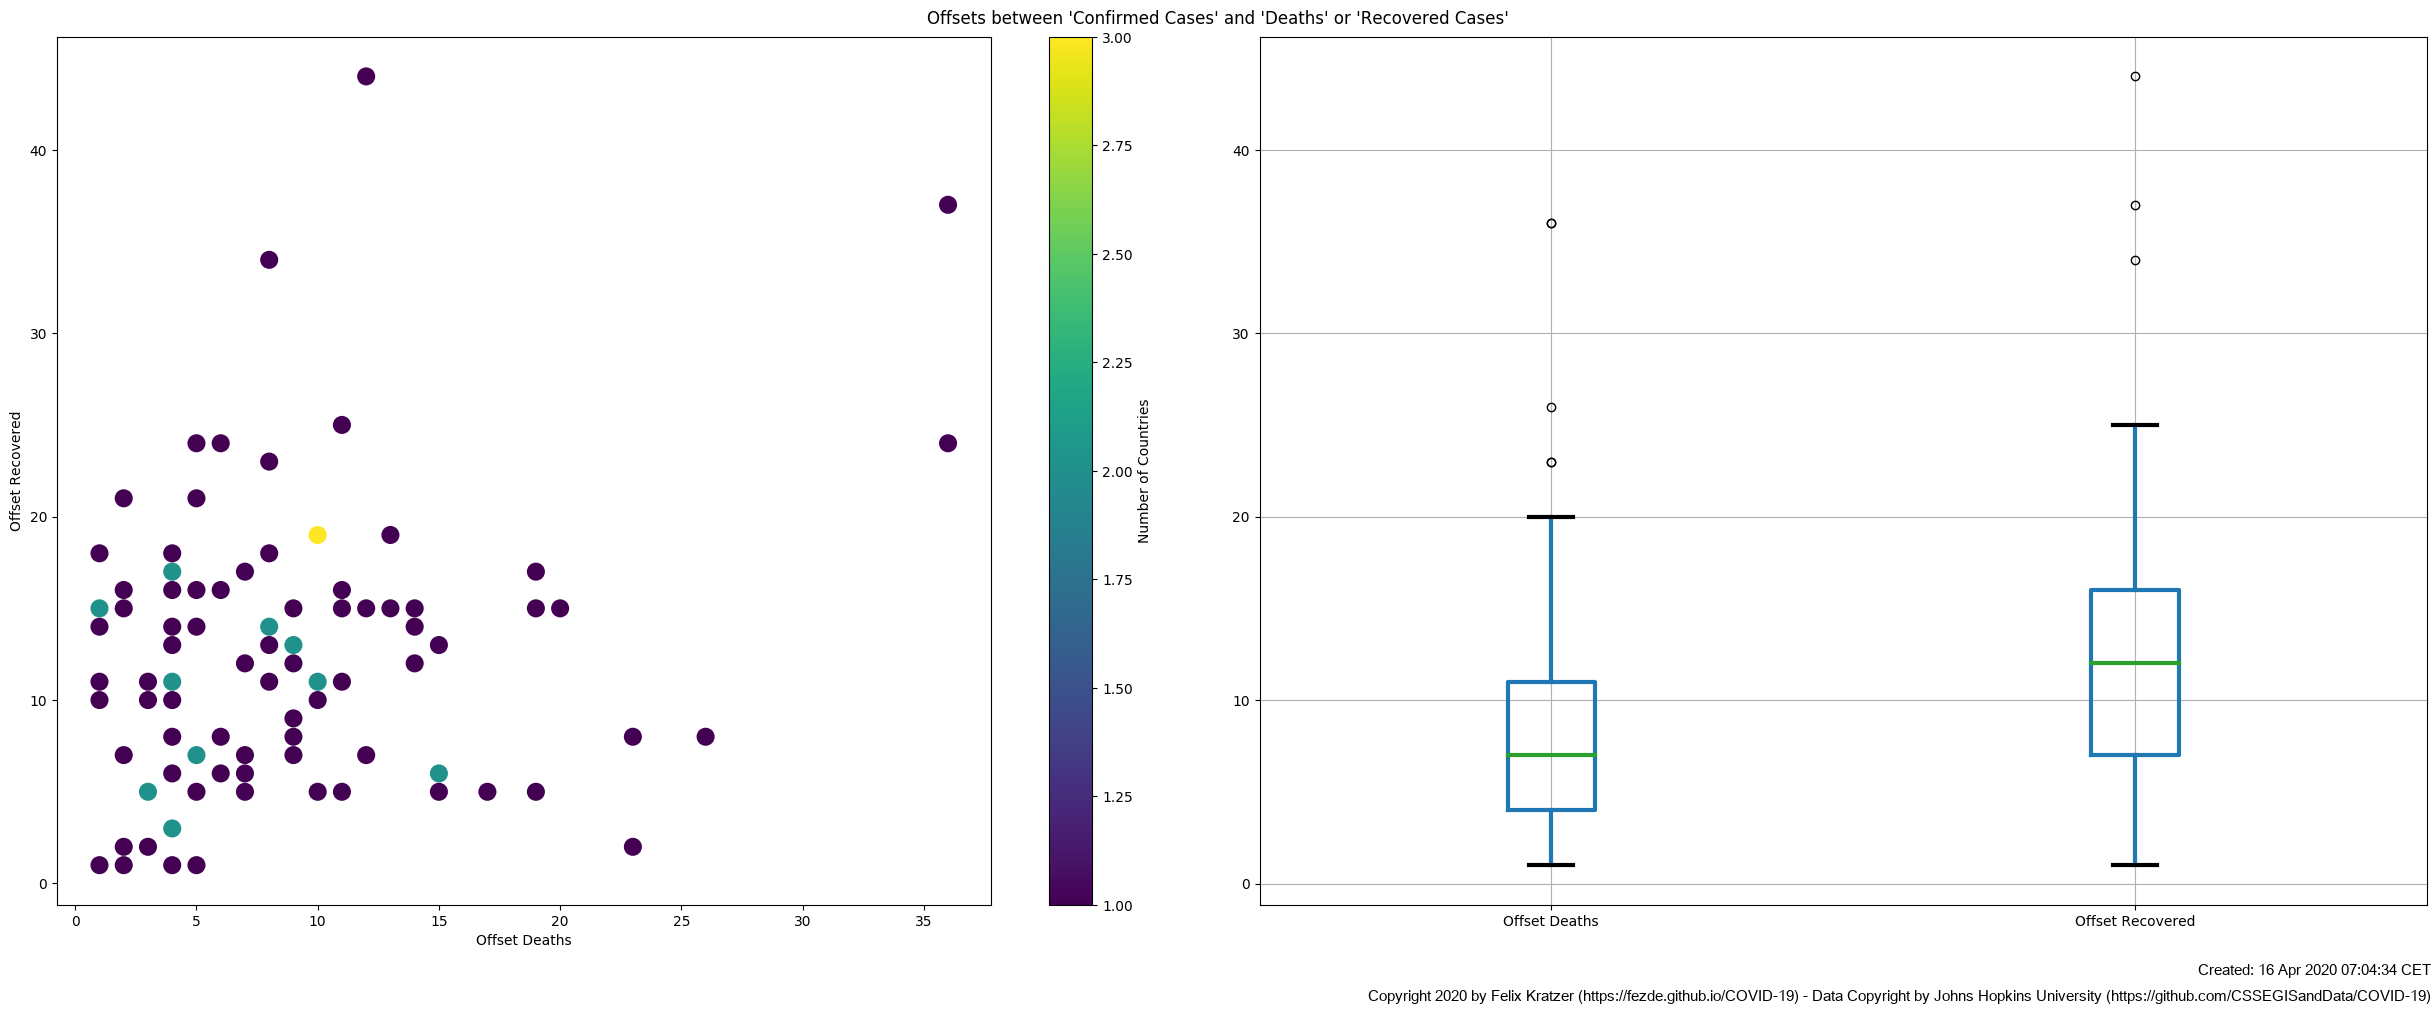 Offsets between 'Confirmed Cases' and 'Deaths' or 'Recovered Cases'
Offset Recovered
40
30
20
10
0
0 5 10 15 20 25 30 35
Offset Deaths
3.00
2.75
2.50
2.25
2.00
1.75
1.50
1.25
1.00
Number of Countries
40
30
20
10
0
Offset Deaths Offset Recovered
Created: 16 Apr 2020 07:04:34 CET
Copyright 2020 by Felix Kratzer (https://fezde.github.io/COVID-19) - Data Copyright by Johns Hopkins University (https://github.com/CSSEGISandData/COVID-19)